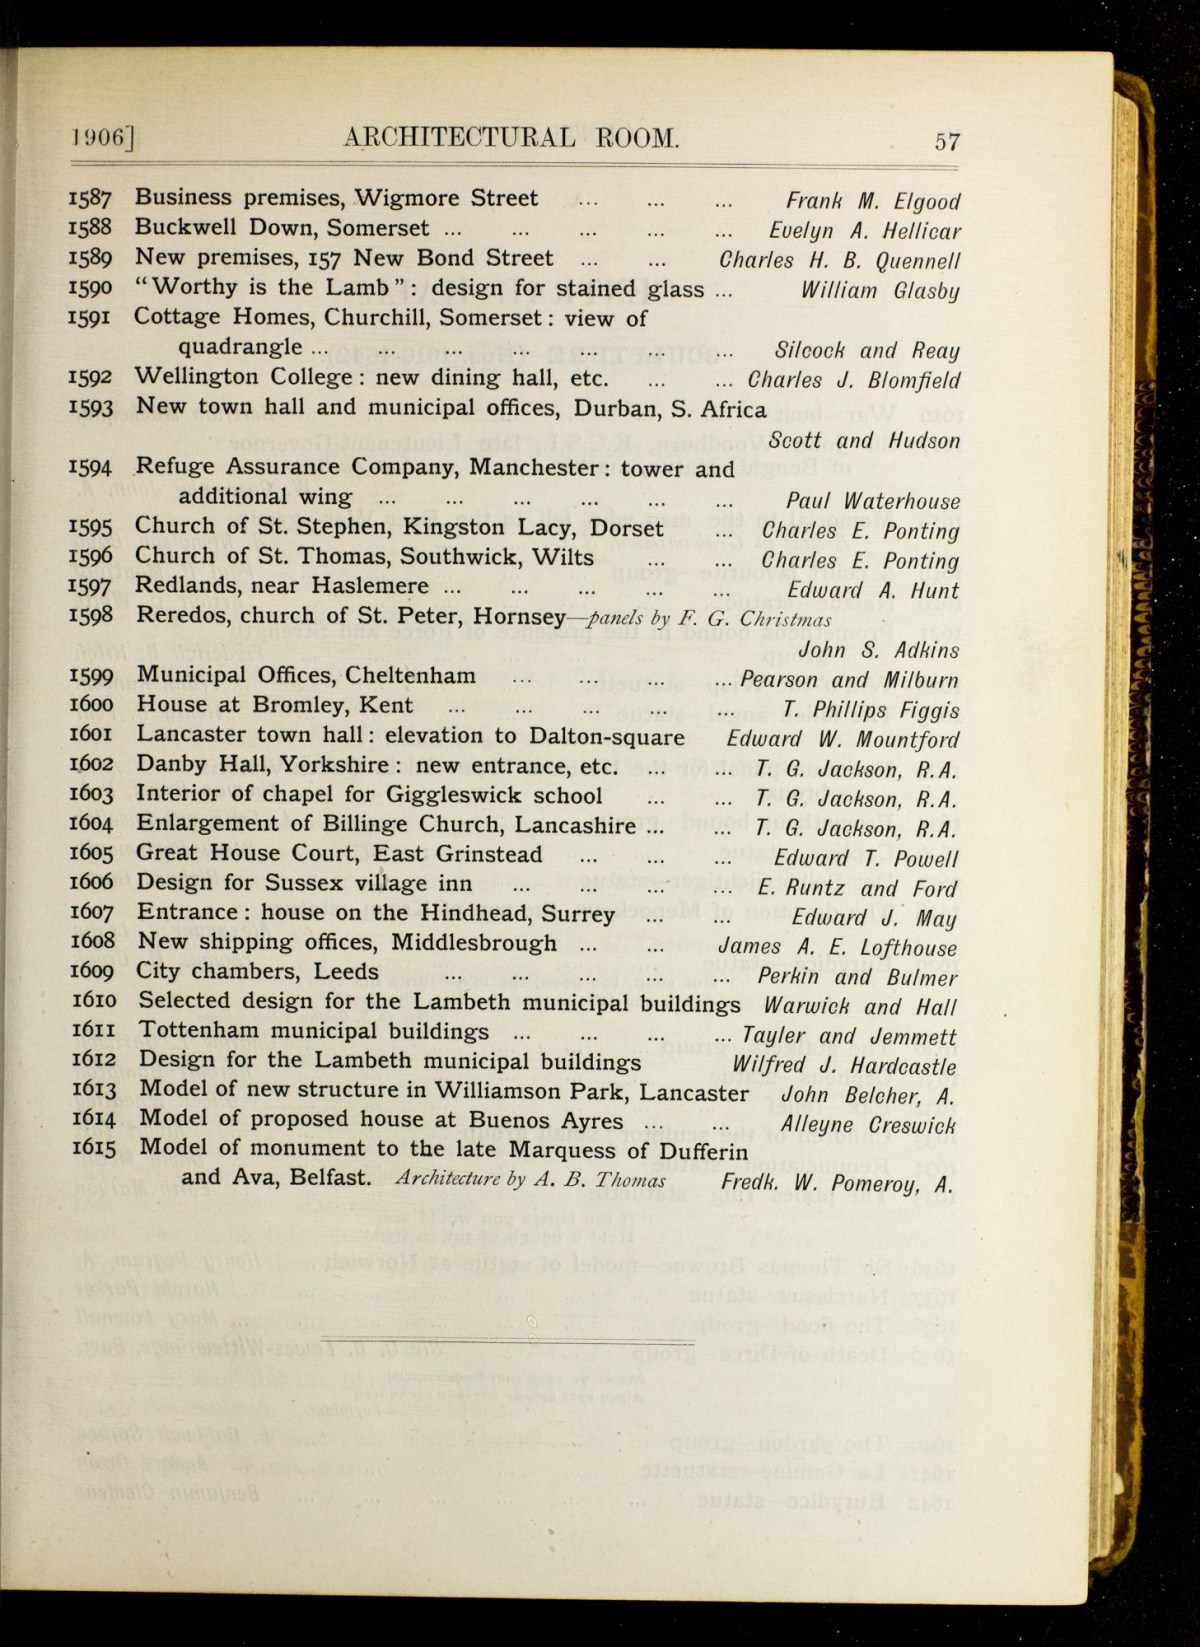 1906] ARCHITECTURAL ROOM. 57
1587 Business premises, Wigmore Street ... ... ... Frank M. Elgood
1588 Buckwell Down, Somerset ... ... ... ... ... Evelyn A. Hellicar
1589 New premises, 157 New Bond Street ... ... Charles H. B. Quennell
1590 “Worthy is the Lamb”: design for stained glass ... William Glasby
1591 Cottage Homes, Churchill, Somerset: view of
quadrangle ... ... ... ... ... ... ... Silcock and Reay
1592 Wellington College: new dining hall, etc. ... ... Charles J. Blomfield
1593 New town hall and municipal offices, Durban, S. Africa
Scott and Hudson
1594 Refuge Assurance Company, Manchester: tower and
additional wing ... ... ... ... ... ... Paul Waterhouse
1595 Church of St. Stephen, Kingston Lacy, Dorset ... Charles E. Ponting
1596 Church of St. Thomas, Southwick, Wilts ... ... Charles E. Ponting
1597 Redlands, near Haslemere ... ... ... ... ... Edward A. Hunt
1598 Reredos, church of St. Peter, Hornsey—panels by F. G. Christmas
John S. Adkins
1599 Municipal Offices, Cheltenham ... ... ... ... Pearson and Milburn
1600 House at Bromley, Kent ... ... ... ... ... T. Phillips Figgis
1601 Lancaster town hall: elevation to Dalton-square Edward W. Mountford
1602 Danby Hall, Yorkshire: new entrance, etc. ... ... T. G. Jackson, R.A.
1603 Interior of chapel for Giggleswick school ... ... T. G. Jackson, R.A.
1604 Enlargement of Billinge Church, Lancashire ... ... T. G. Jackson, R.A.
1605 Great House Court, East Grinstead ... ... ... Edward T. Powell
1606 Design for Sussex village inn ... ... ... ... E. Runtz and Ford
1607 Entrance: house on the Hindhead, Surrey ... ... Edward J. May
1608 New shipping offices, Middlesbrough ... ... James A. E. Lofthouse
1609 City chambers, Leeds ... ... ... ... ... Perkin and Bulmer
1610 Selected design for the Lambeth municipal buildings Warwick and Hall
1611 Tottenham municipal buildings ... ... ... ... Tayler and Jemmett
1612 Design for the Lambeth municipal buildings Wilfred J. Hardcastle
1613 Model of new structure in Williamson Park, Lancaster John Belcher, A.
1614 Model of proposed house at Buenos Ayres ... ... Alleyne Creswick
1615 Model of monument to the late Marquess of Dufferin
and Ava, Belfast. Architecture by A. B. Thomas Fredk. W. Pomeroy, A.